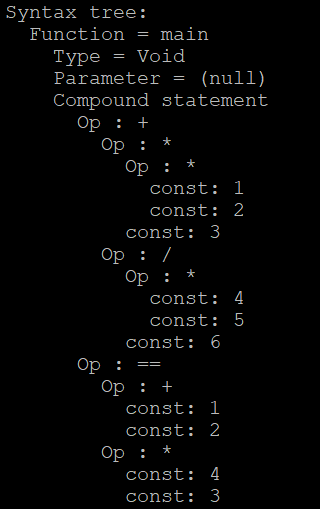 Syntax tree:
  Function = main
    Type = Void
    Parameter = (null)
    Compound statement
      Op : +
        Op : *
          Op : *
            const: 1
            const: 2
          const: 3
        Op : /
          Op : *
            const: 4
            const: 5
          const: 6
      Op : ==
        Op : +
          const: 1
          const: 2
        Op : *
          const: 4
          const: 3